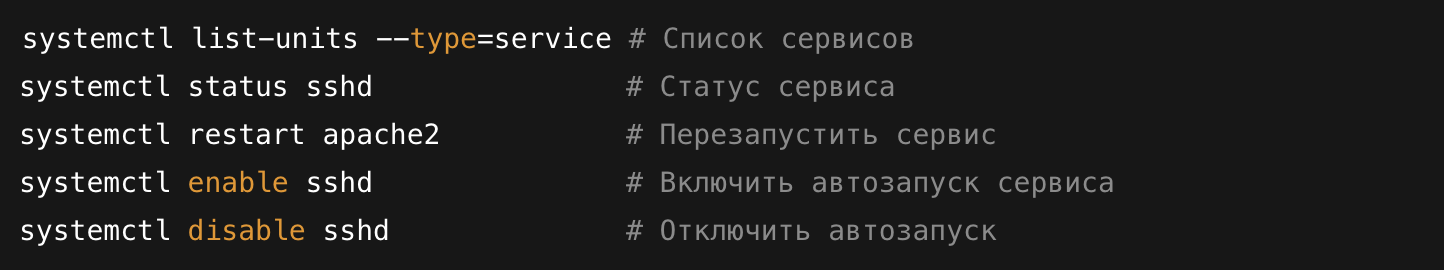 systemctl list-units --type=service # Список сервисов
systemctl status sshd               # Статус сервиса
systemctl restart apache2           # Перезапустить сервис
systemctl enable sshd               # Включить автозапуск сервиса
systemctl disable sshd              # Отключить автозапуск